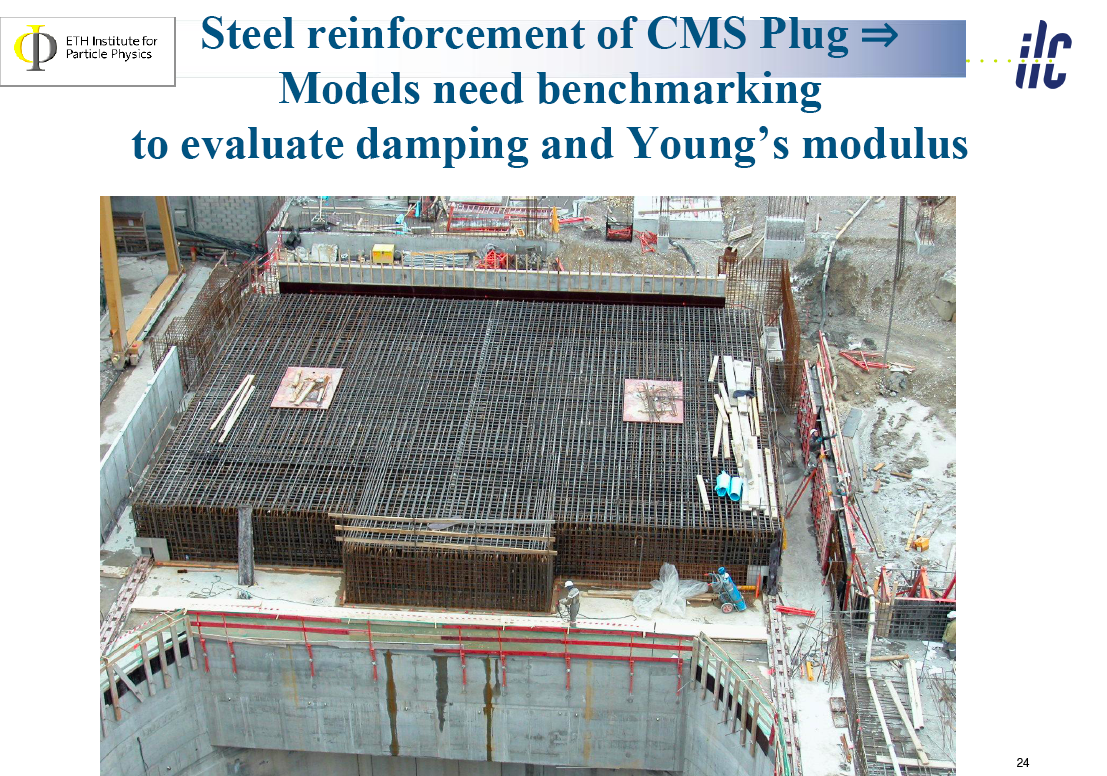 ETH Institute for
Particle Physics
Steel reinforcement of CMS Plug ⇒
Models need benchmarking
to evaluate damping and Young’s modulus
ilc
24